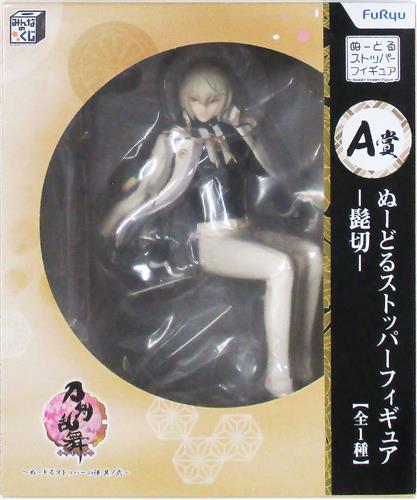 みんなの
くじ
FuRyu
ぬーどる
ストッパー
フィギュア
A賞
ぬーどるストッパーフィギュア
―髭切―
【全1種】
刀剣乱舞
～ぬーどるストッパーの陣 其ノ弐～